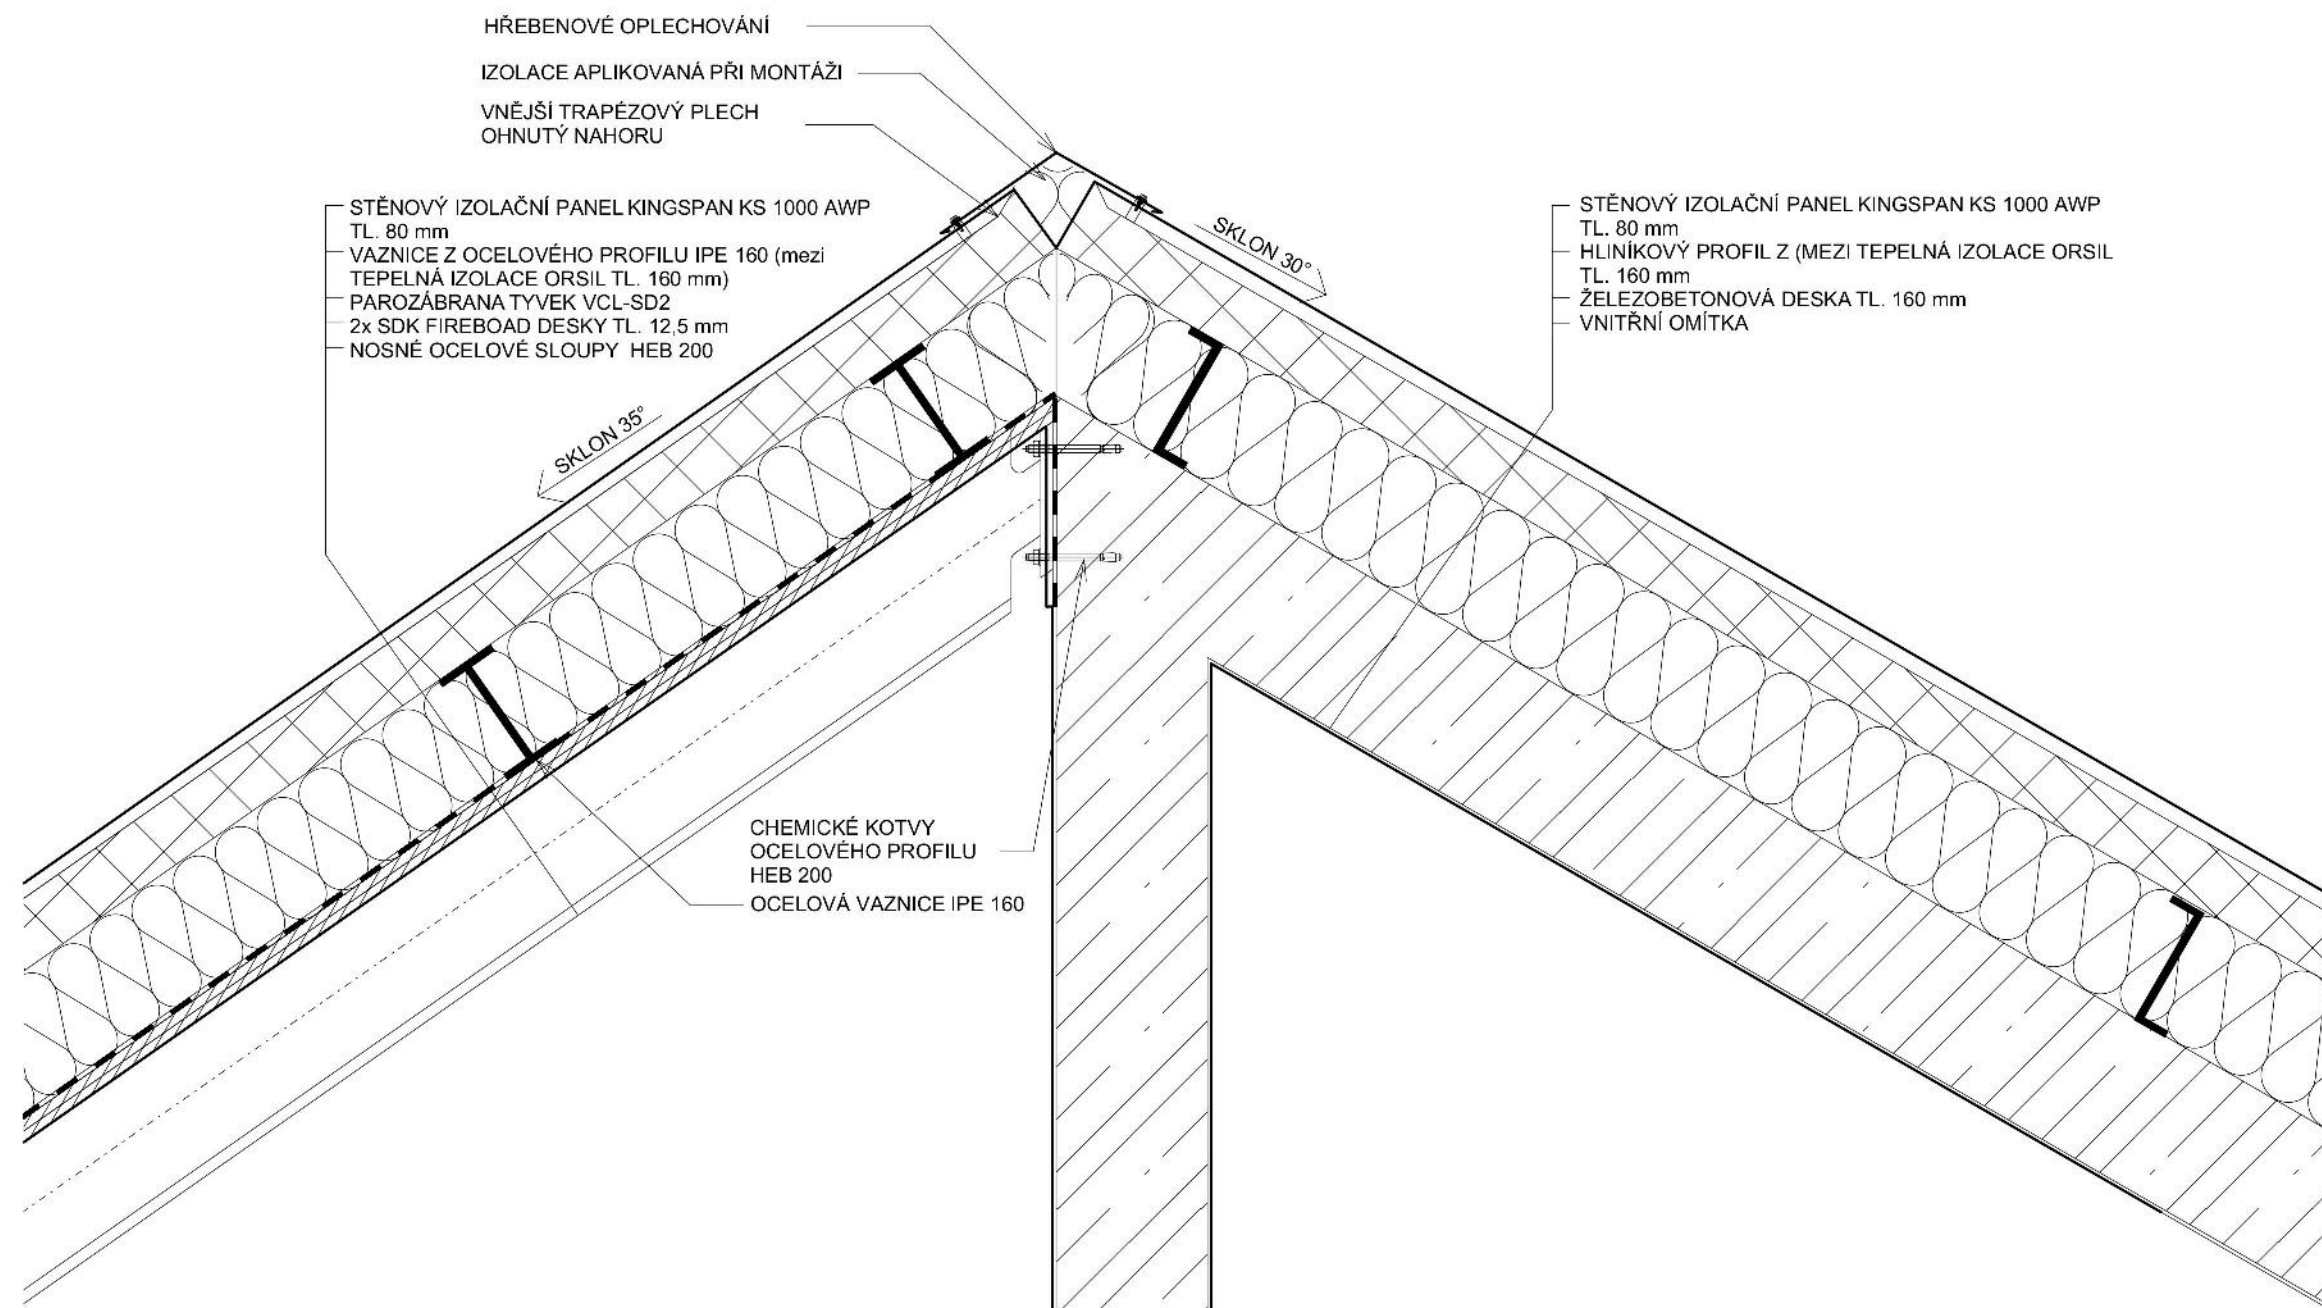 HŘEBENOVÉ OPLECHOVÁNÍ
IZOLACE APLIKOVANÁ PŘI MONTÁŽI
VNĚJŠÍ TRAPÉZOVÝ PLECH
OHNUTÝ NAHORU
STĚNOVÝ IZOLAČNÍ PANEL KINGSPAN KS 1000 AWP
TL. 80 mm
VAZNICE Z OCELOVÉHO PROFILU IPE 160 (mezi
TEPELNÁ IZOLACE ORSIL TL. 160 mm)
PAROZÁBRANA TYVEK VCL-SD2
2x SDK FIREBOAD DESKY TL. 12,5 mm
NOSNÉ OCELOVÉ SLOUPY HEB 200
STĚNOVÝ IZOLAČNÍ PANEL KINGSPAN KS 1000 AWP
TL. 80 mm
HLINÍKOVÝ PROFIL Z (MEZI TEPELNÁ IZOLACE ORSIL
TL. 160 mm
ŽELEZOBETONOVÁ DESKA TL. 160 mm
VNITŘNÍ OMÍTKA
SKLON 30°
SKLON 35°
CHEMICKÉ KOTVY
OCELOVÉHO PROFILU
HEB 200
OCELOVÁ VAZNICE IPE 160